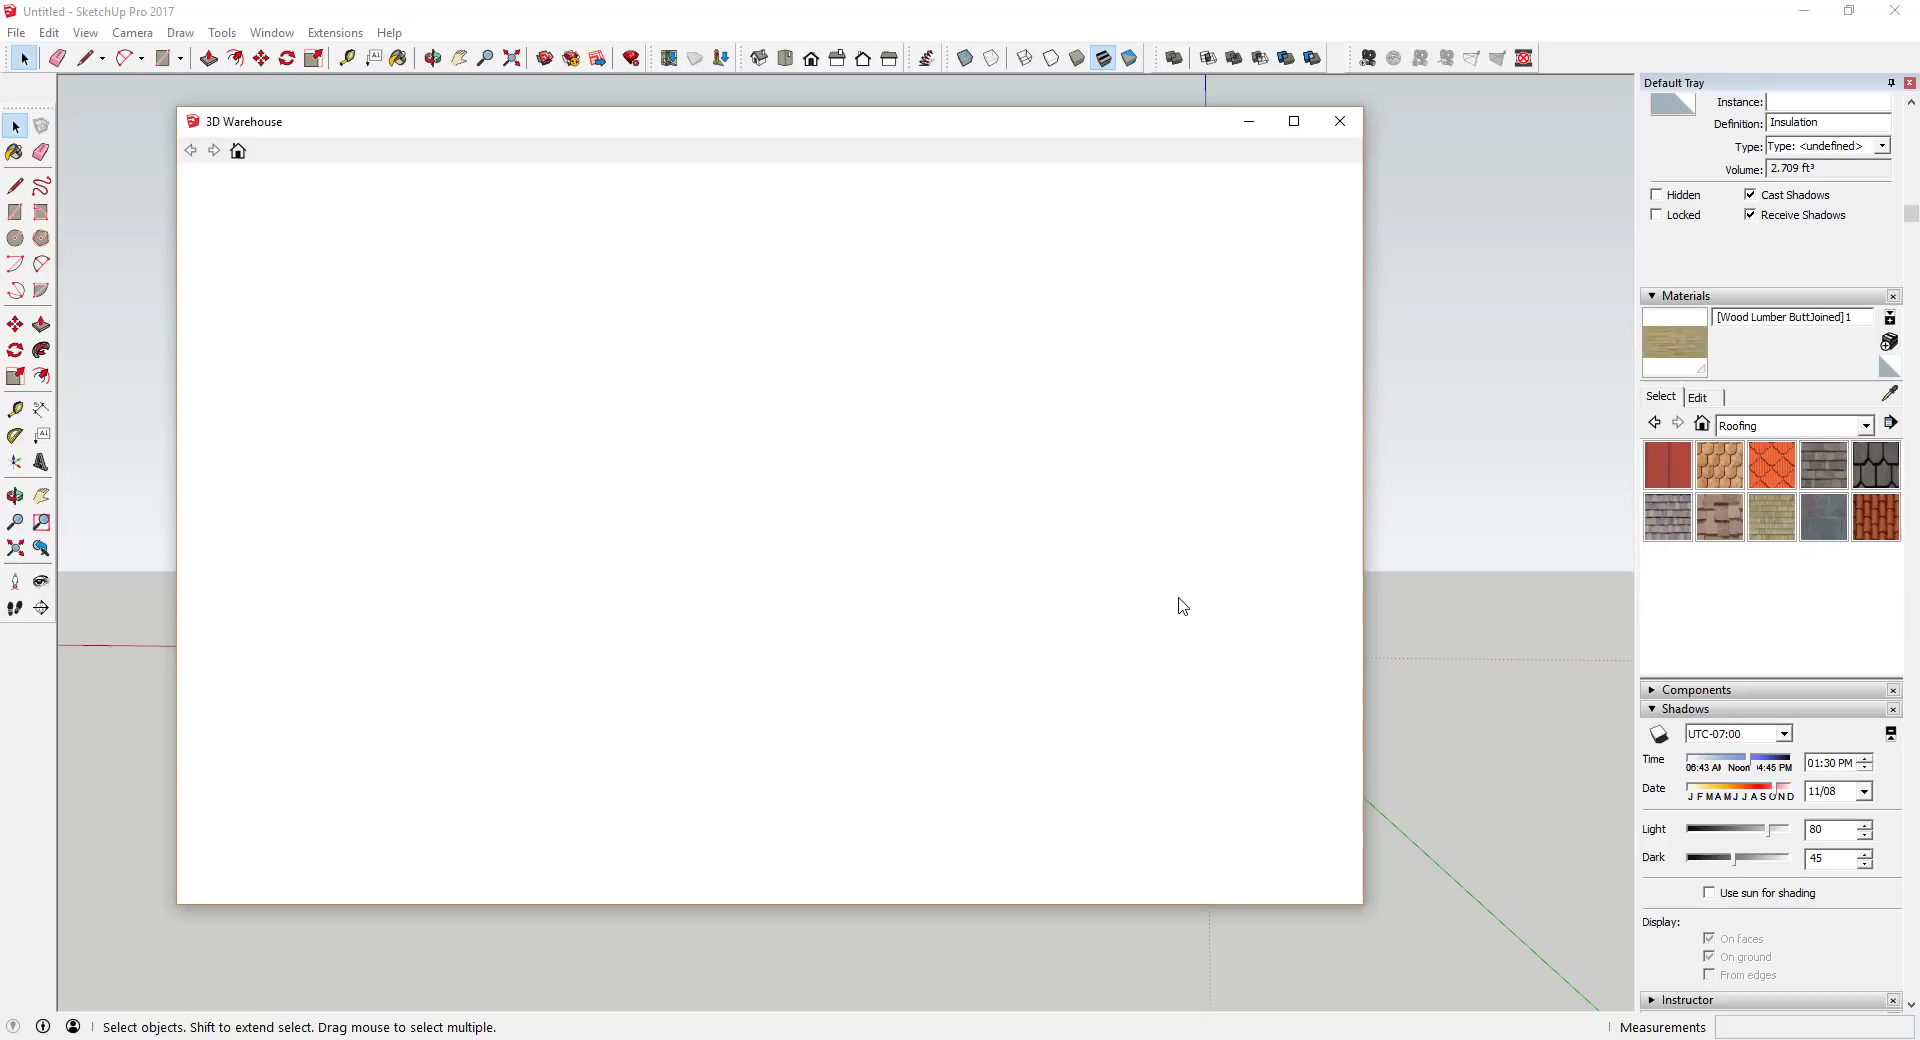 Untitled - SketchUp Pro 2017
File Edit View Camera Draw Tools Window Extensions Help
A1
Default Tray
3D Warehouse
Instance:
Definition: Insulation
Type: Type: <undefined>
Volume: 2.709 ft³
Hidden Cast Shadows
Locked Receive Shadows
Materials
[Wood Lumber ButtJoined]1
Select Edit
Roofing
A1
Components
Shadows
UTC-07:00
Time 06:43 AM Noon 04:45 PM 01:30 PM
Date J F M A M J J A S O N D 11/08
Light 80
Dark 45
Use sun for shading
Display:
On faces
On ground
From edges
Instructor
Select objects. Shift to extend select. Drag mouse to select multiple.
Measurements